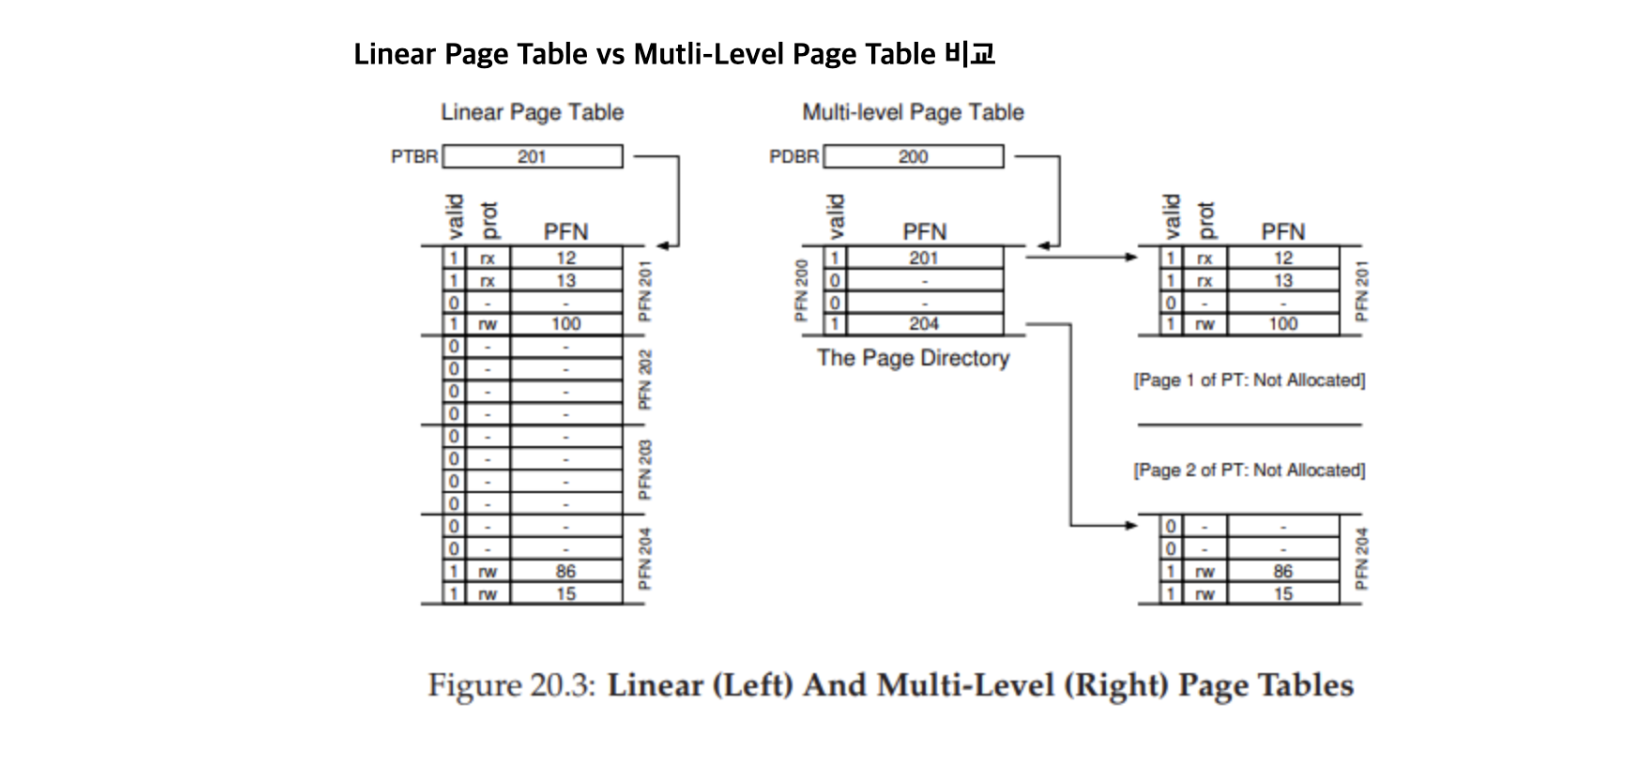 Linear Page Table vs Mutli-Level Page Table 비교
Linear Page Table
PTBR 201
valid prot PFN
1 rx 12
1 rx 13
0 - -
1 rw 100
PFN 201
0 - -
0 - -
0 - -
0 - -
PFN 202
0 - -
0 - -
0 - -
0 - -
PFN 203
0 - -
0 - -
1 rw 86
1 rw 15
PFN 204
Multi-level Page Table
PDBR 200
valid PFN
PFN 200
1 201
0 -
0 -
1 204
The Page Directory
valid prot PFN
1 rx 12
1 rx 13
0 - -
1 rw 100
PFN 201
[Page 1 of PT: Not Allocated]
[Page 2 of PT: Not Allocated]
0 - -
0 - -
1 rw 86
1 rw 15
PFN 204
Figure 20.3: Linear (Left) And Multi-Level (Right) Page Tables